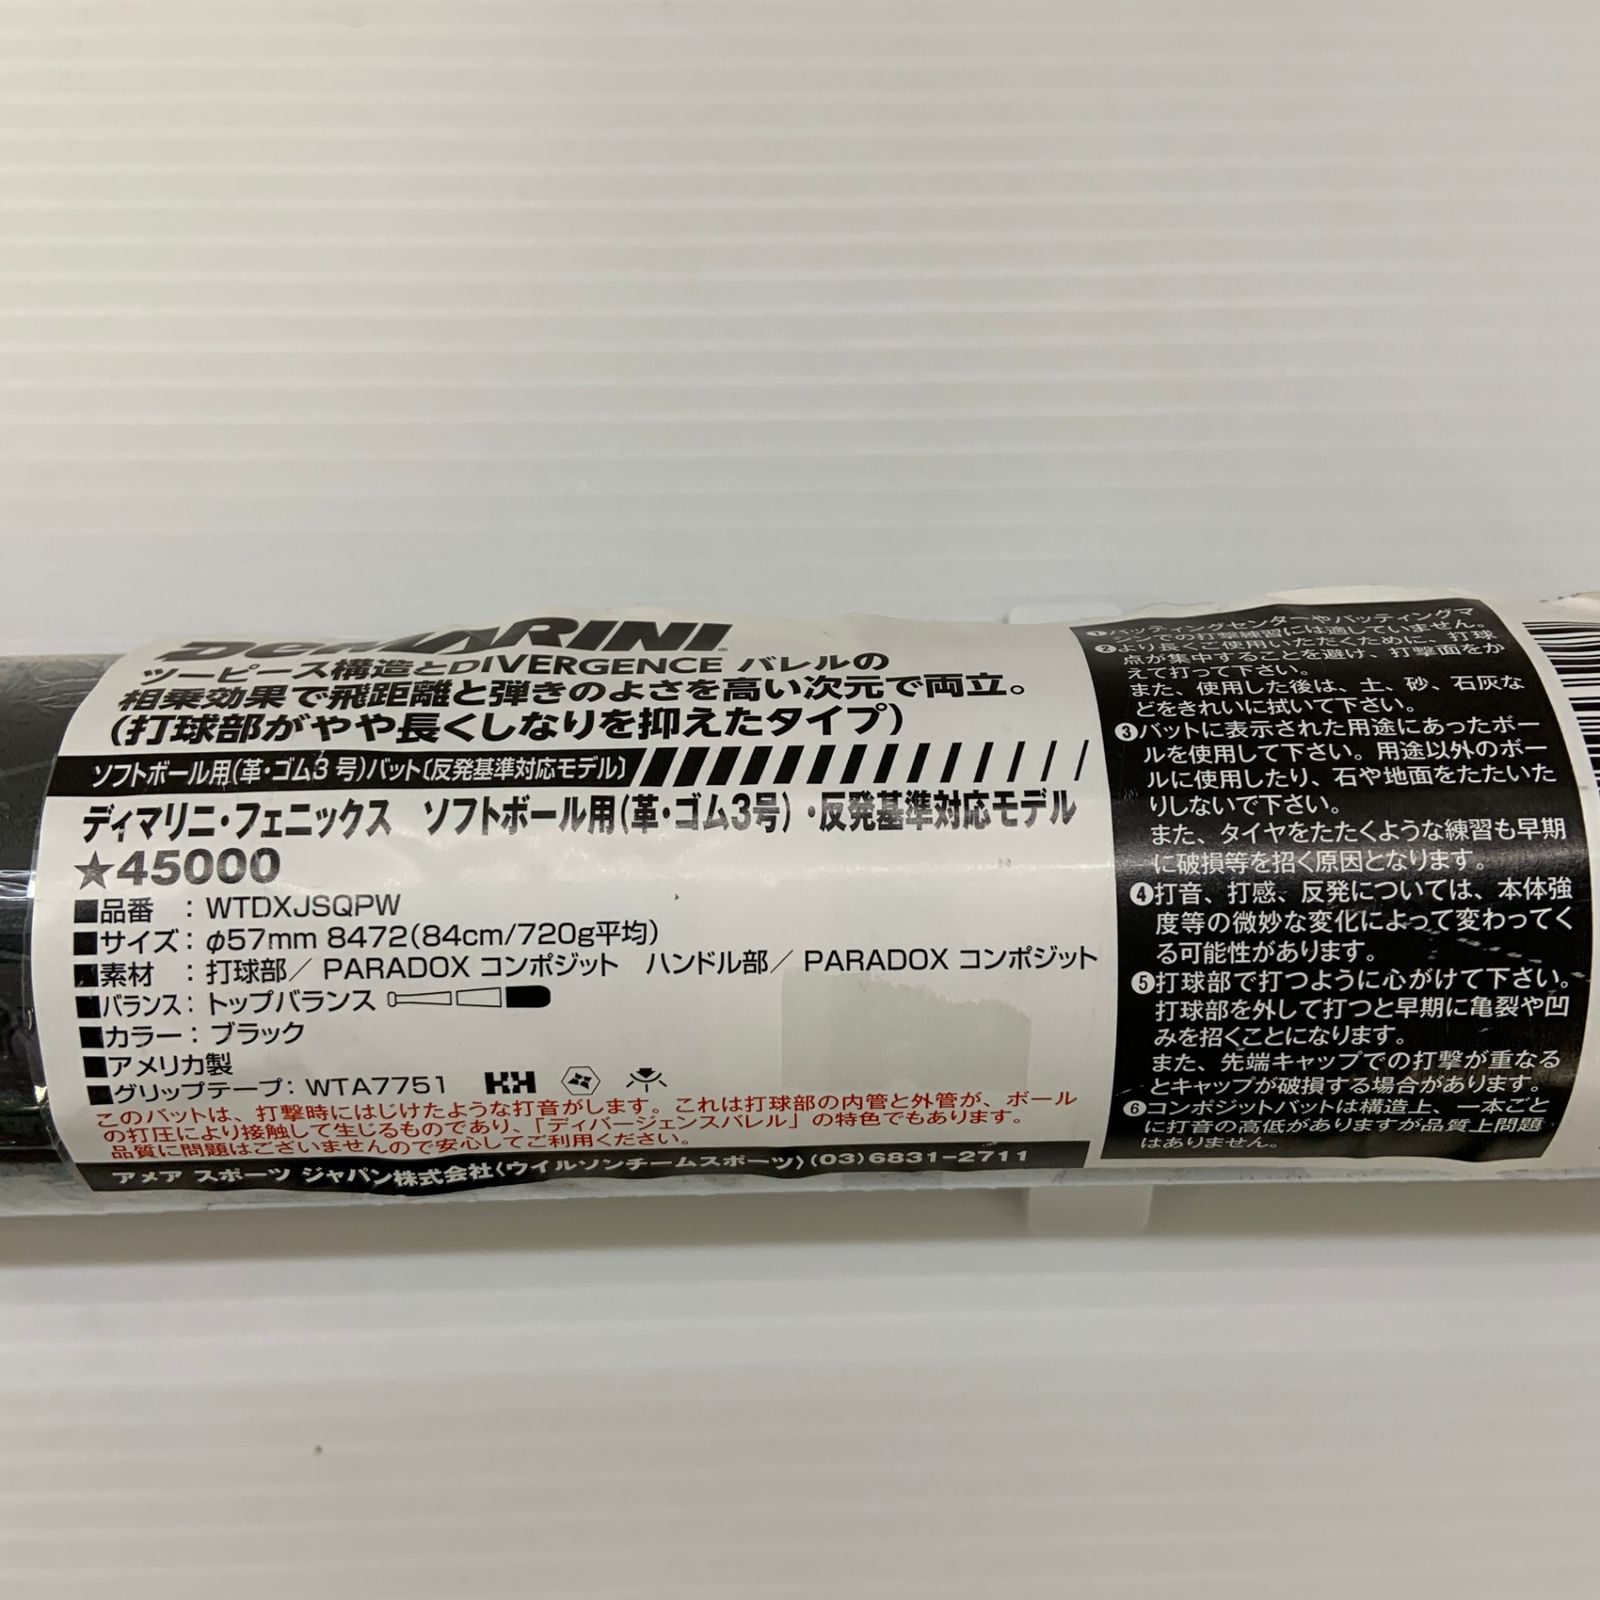 DeMARINI
ツーピース構造とDIVERGENCE バレルの
相乗効果で飛距離と弾きのよさを高い次元で両立。
(打球部がやや長くしなりを抑えたタイプ)
ソフトボール用(革・ゴム3号)バット〔反発基準対応モデル〕
ディマリニ・フェニックス ソフトボール用(革・ゴム3号)・反発基準対応モデル
★45000
■品番 : WTDXJSQPW
■サイズ: φ57mm 8472(84cm/720g平均)
■素材 : 打球部/ PARADOX コンポジット ハンドル部/ PARADOX コンポジット
■バランス: トップバランス
■カラー: ブラック
■アメリカ製
■グリップテープ: WTA7751
このバットは、打撃時にはじけたような打音がします。これは打球部の内管と外管が、ボール
の打圧により接触して生じるものであり、「ディバージェンスバレル」の特色でもあります。
品質に問題はございませんので安心してご利用ください。
アメア スポーツ ジャパン株式会社〈ウイルソンチームスポーツ〉(03)6831-2711
❶バッティングセンターやバッティングマ
シンでの打撃練習には適していません。
❷より長くご使用いただくために、打球
点が集中することを避け、打撃面をか
えて打って下さい。
また、使用した後は、土、砂、石灰な
どをきれいに拭いて下さい。
❸バットに表示された用途にあったボー
ルを使用して下さい。用途以外のボー
ルに使用したり、石や地面をたたいた
りしないで下さい。
また、タイヤをたたくような練習も早期
に破損等を招く原因となります。
❹打音、打感、反発については、本体強
度等の微妙な変化によって変わってく
る可能性があります。
❺打球部で打つように心がけて下さい。
打球部を外して打つと早期に亀裂や凹
みを招くことになります。
また、先端キャップでの打撃が重なる
とキャップが破損する場合があります。
❻コンポジットバットは構造上、一本ごと
に打音の高低がありますが品質上問題
はありません。